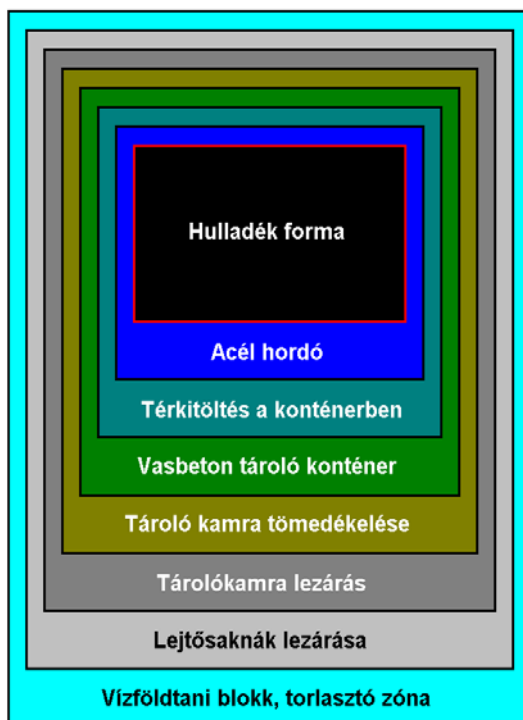 Hulladék forma
Acél hordó
Térkitöltés a konténerben
Vasbeton tároló konténer
Tároló kamra tömedékelése
Tárolókamra lezárás
Lejtősaknák lezárása
Vízföldtani blokk, torlasztó zóna